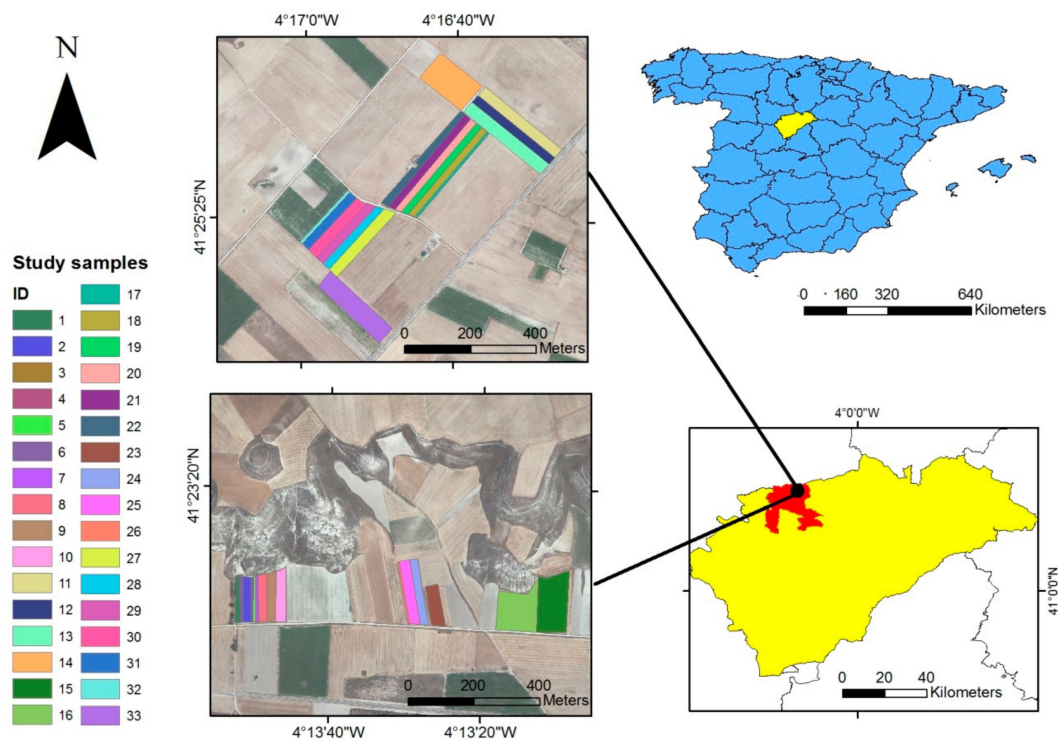 N
4°17'0"W
4°16'40"W
41°25'25"N
0 200 400
Meters
0 160 320 640
Kilometers
Study samples
ID
1
2
3
4
5
6
7
8
9
10
11
12
13
14
15
16
17
18
19
20
21
22
23
24
25
26
27
28
29
30
31
32
33
41°23'20"N
0 200 400
Meters
4°13'40"W
4°13'20"W
4°0'0"W
41°0'0"N
0 20 40
Kilometers